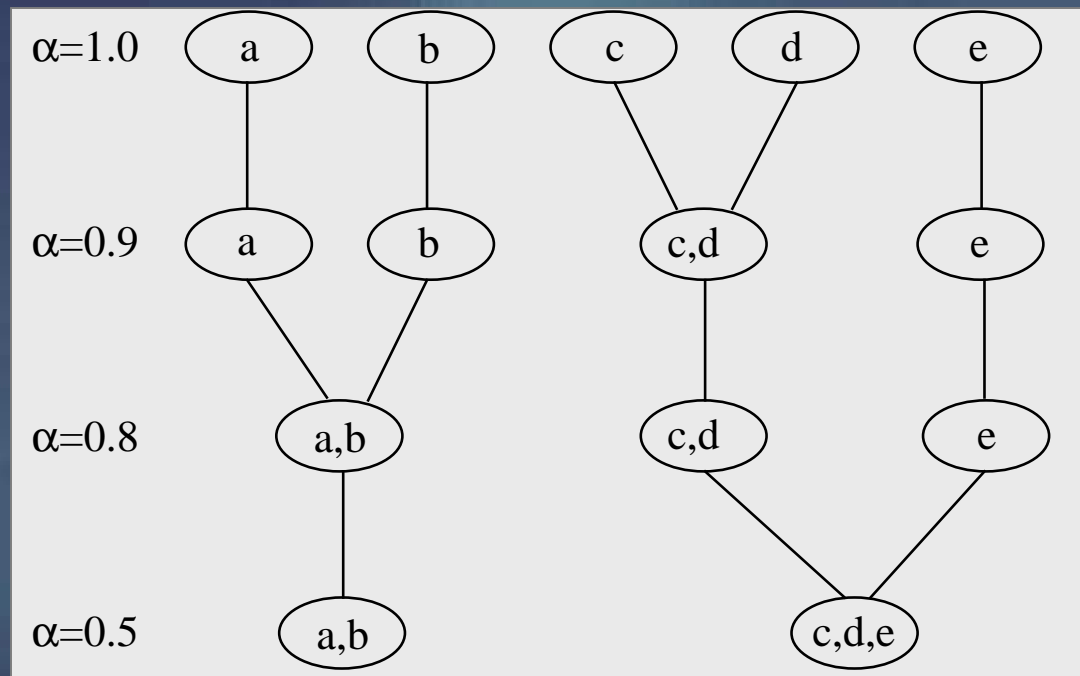 α=1.0 a b c d e
α=0.9 a b c,d e
α=0.8 a,b c,d e
α=0.5 a,b c,d,e